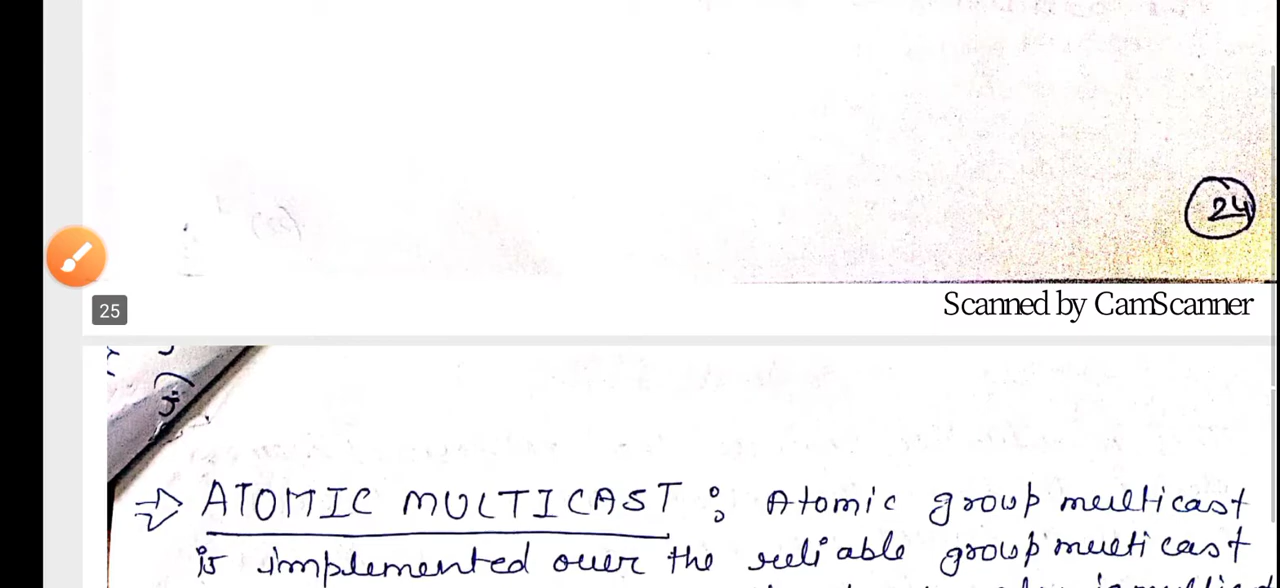 24
25
Scanned by CamScanner
⇒ ATOMIC MULTICAST : Atomic group multicast
is implemented over the reliable group multicast